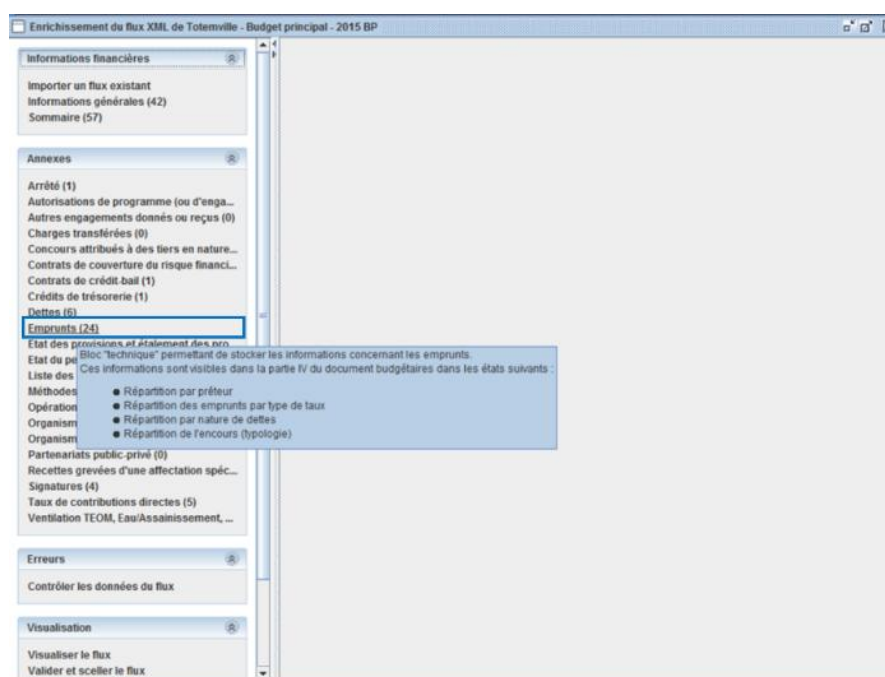 Enrichissement du flux XML de Totemville - Budget principal - 2015 BP
Informations financières
Importer un flux existant
Informations générales (42)
Sommaire (57)
Annexes
Arrêté (1)
Autorisations de programme (ou d'enga...
Autres engagements donnés ou reçus (0)
Charges transférées (0)
Concours attribués à des tiers en nature...
Contrats de couverture du risque financi...
Contrats de crédit-bail (1)
Crédits de trésorerie (1)
Dettes (6)
Emprunts (24)
Etat des provisions et étalement des pro...
Etat du pe
Bloc "technique" permettant de stocker les informations concernant les emprunts.
Ces informations sont visibles dans la partie IV du document budgétaires dans les états suivants :
● Répartition par prêteur
● Répartition des emprunts par type de taux
● Répartition par nature de dettes
● Répartition de l'encours (typologie)
Liste des
Méthodes
Opération
Organism
Organism
Partenariats public-privé (0)
Recettes grevées d'une affectation spéc...
Signatures (4)
Taux de contributions directes (5)
Ventilation TEOM, Eau/Assainissement, ...
Erreurs
Contrôler les données du flux
Visualisation
Visualiser le flux
Valider et sceller le flux